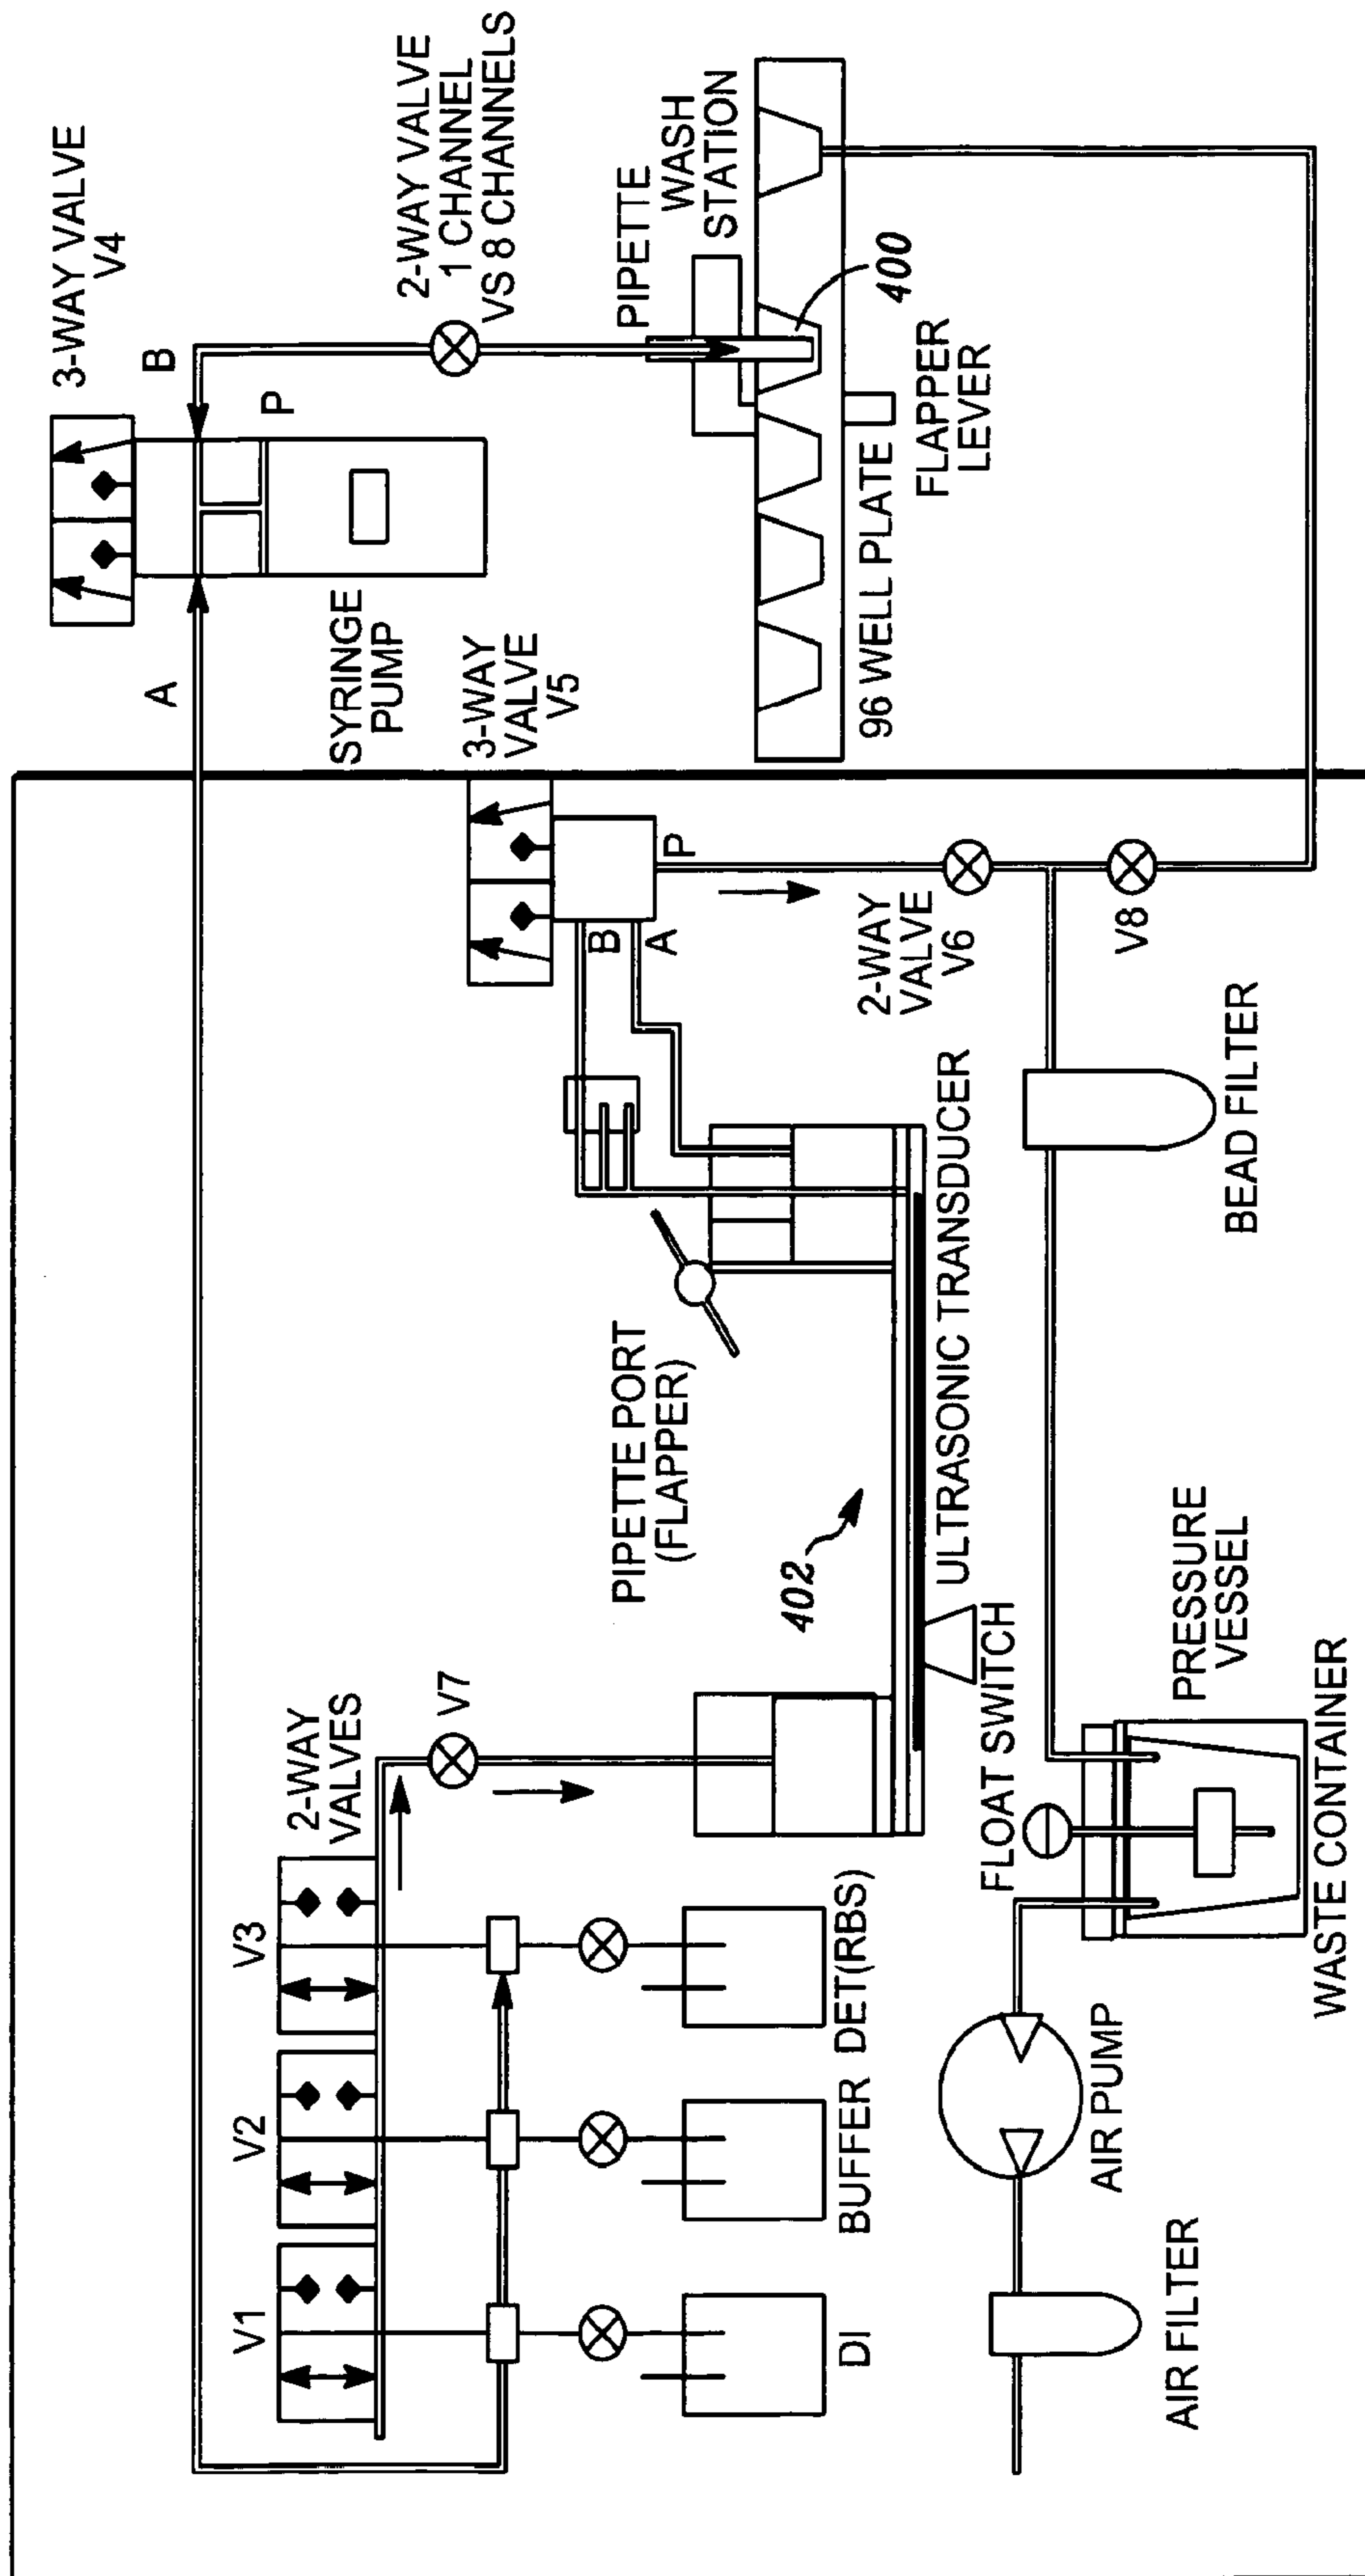 3-WAY VALVE
V4
B
P
A
2-WAY VALVE
1 CHANNEL
VS 8 CHANNELS
SYRINGE
PUMP
PIPETTE
WASH
STATION
400
96 WELL PLATE
FLAPPER
LEVER
3-WAY
VALVE
V5
B
A
P
2-WAY
VALVE
V6
V8
PIPETTE PORT
(FLAPPER)
402
ULTRASONIC TRANSDUCER
BEAD FILTER
2-WAY
VALVES
V1
V2
V3
V7
DI
BUFFER
DET(RBS)
FLOAT SWITCH
PRESSURE
VESSEL
WASTE CONTAINER
AIR PUMP
AIR FILTER